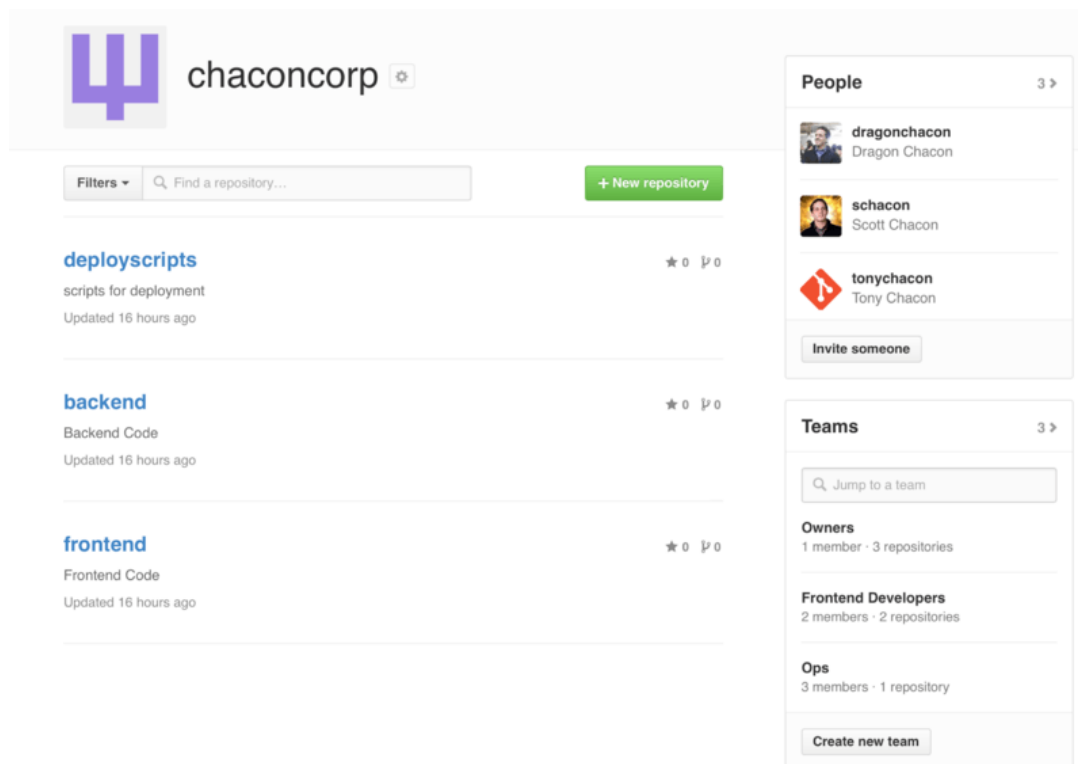 chaconcorp
Filters
Find a repository...
+ New repository
deployscripts
0 0
scripts for deployment
Updated 16 hours ago
backend
0 0
Backend Code
Updated 16 hours ago
frontend
0 0
Frontend Code
Updated 16 hours ago
People 3
dragonchacon
Dragon Chacon
schacon
Scott Chacon
tonychacon
Tony Chacon
Invite someone
Teams 3
Jump to a team
Owners
1 member · 3 repositories
Frontend Developers
2 members · 2 repositories
Ops
3 members · 1 repository
Create new team